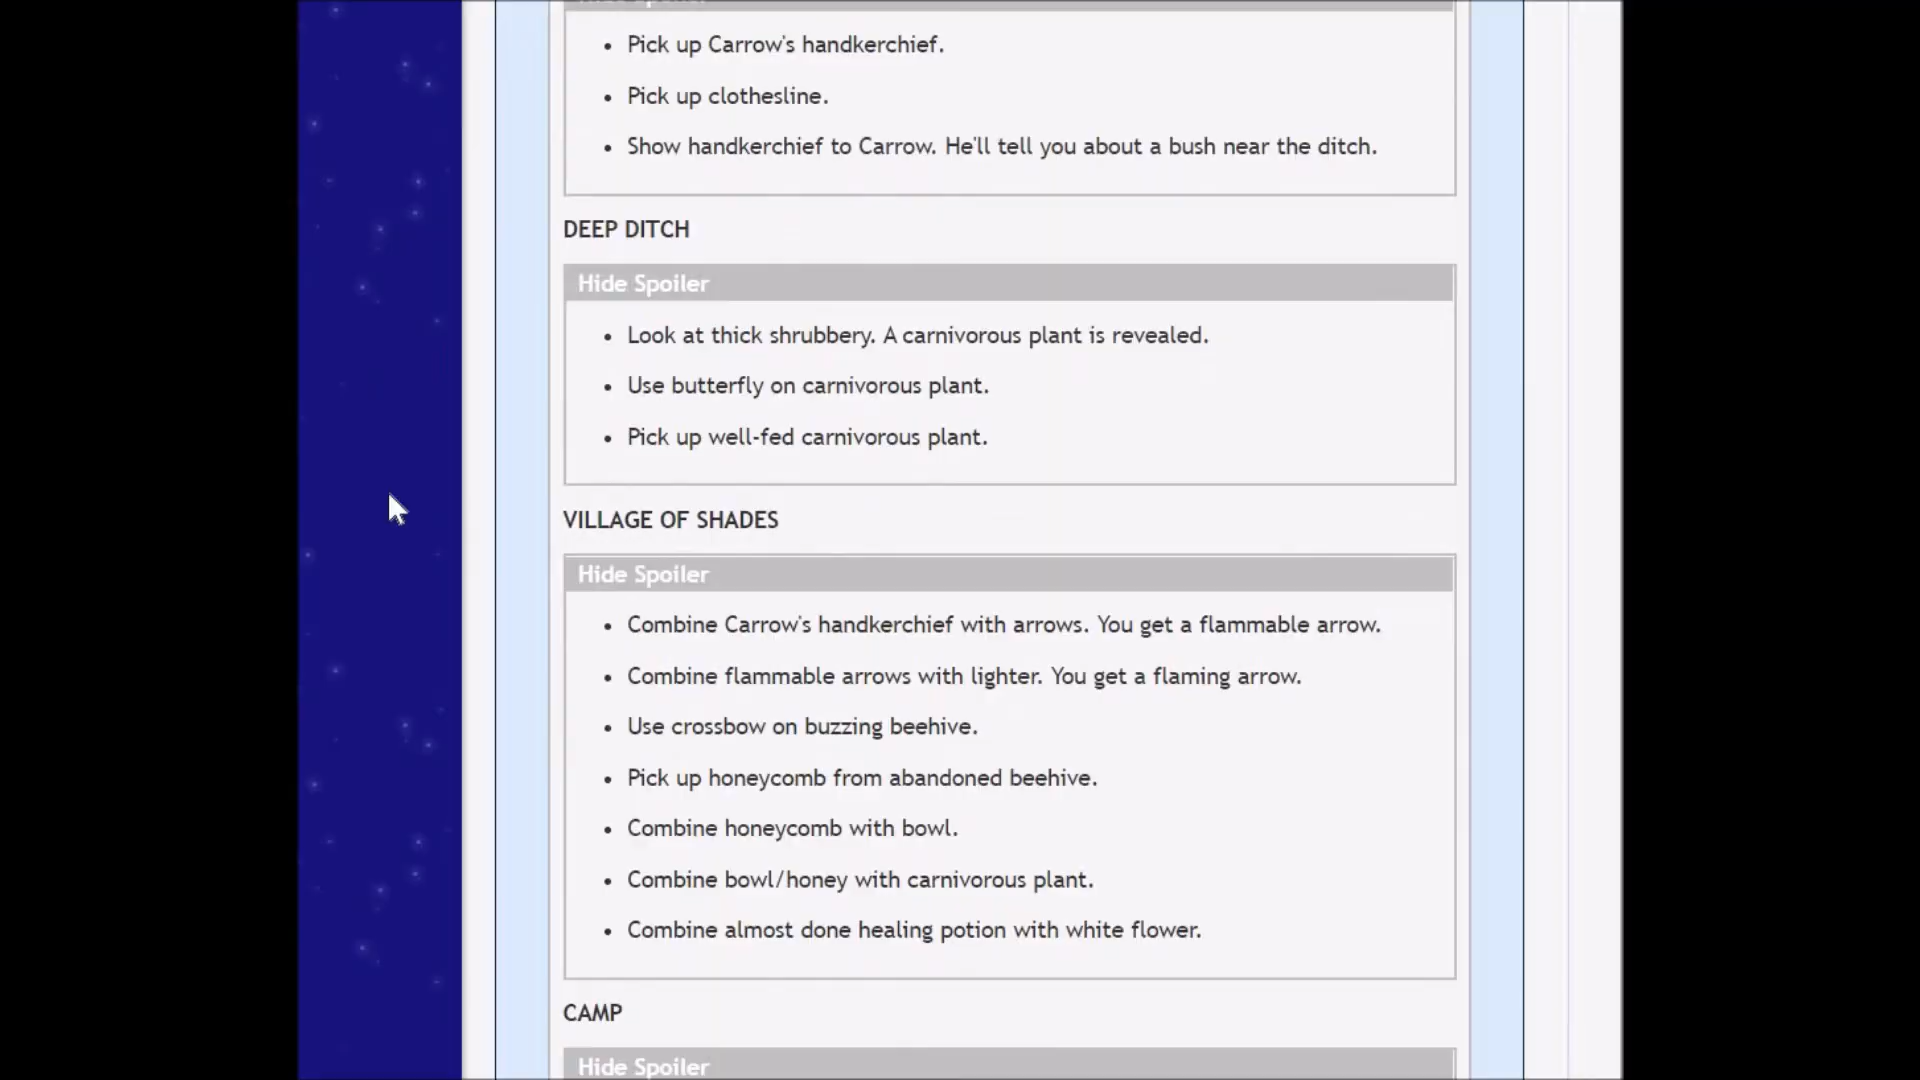 Hide Spoiler
Pick up Carrow's handkerchief.
Pick up clothesline.
Show handkerchief to Carrow. He'll tell you about a bush near the ditch.
DEEP DITCH
Hide Spoiler
Look at thick shrubbery. A carnivorous plant is revealed.
Use butterfly on carnivorous plant.
Pick up well-fed carnivorous plant.
VILLAGE OF SHADES
Hide Spoiler
Combine Carrow's handkerchief with arrows. You get a flammable arrow.
Combine flammable arrows with lighter. You get a flaming arrow.
Use crossbow on buzzing beehive.
Pick up honeycomb from abandoned beehive.
Combine honeycomb with bowl.
Combine bowl/honey with carnivorous plant.
Combine almost done healing potion with white flower.
CAMP
Hide Spoiler